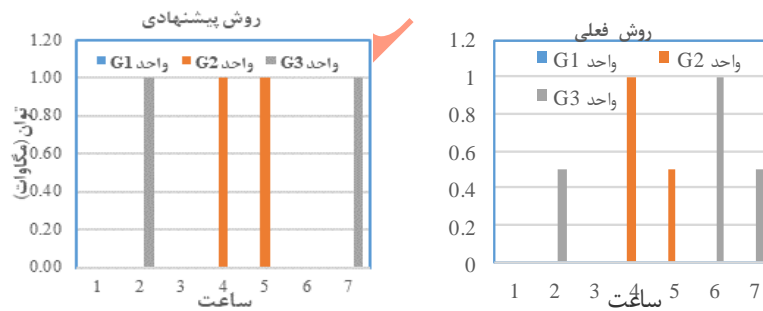 روش پیشنهادی
1.20
1.00
0.80
0.60
0.40
0.20
0.00
توان (مگاوات)
واحد G1 واحد G2 واحد G3
1 2 3 4 5 6 7
ساعت
روش فعلی
1.2
1
0.8
0.6
0.4
0.2
0
واحد G1 واحد G2
واحد G3
1 2 3 4 5 6 7
ساعت